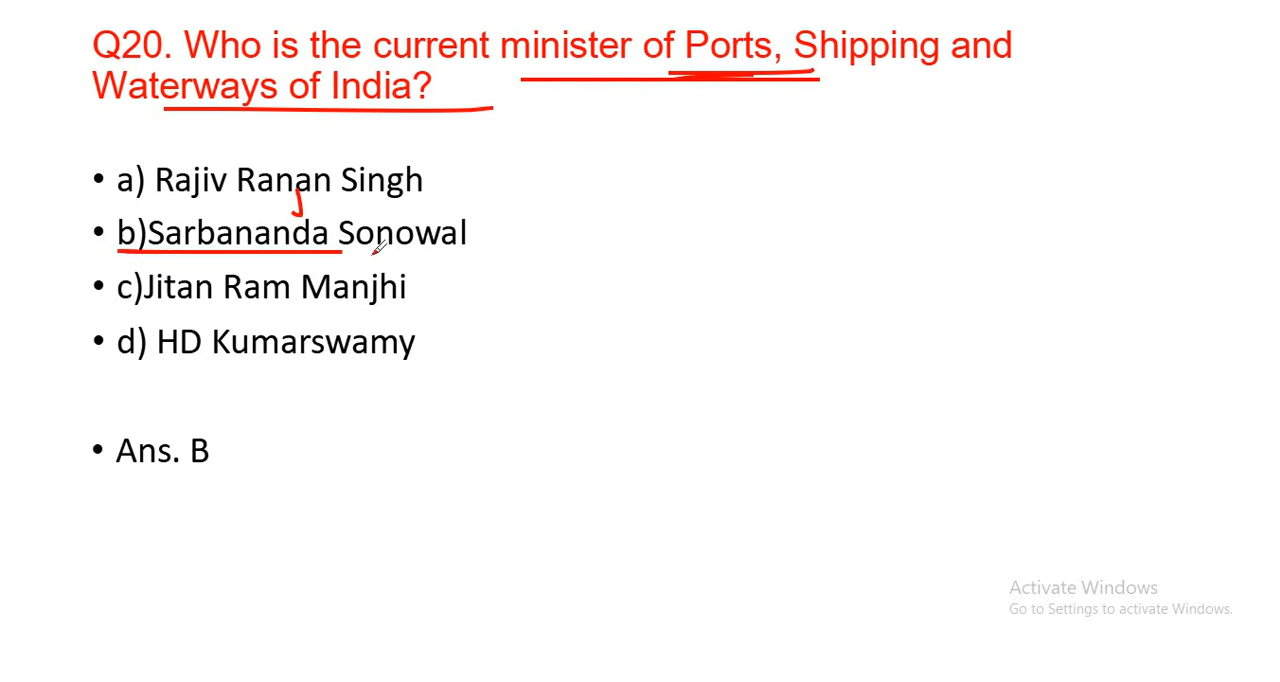 Q20. Who is the current minister of Ports, Shipping and
Waterways of India?
• a) Rajiv Ranan Singh
j
• b)Sarbananda Sonowal
• c)Jitan Ram Manjhi
• d) HD Kumarswamy
• Ans. B
Activate Windows
Go to Settings to activate Windows.